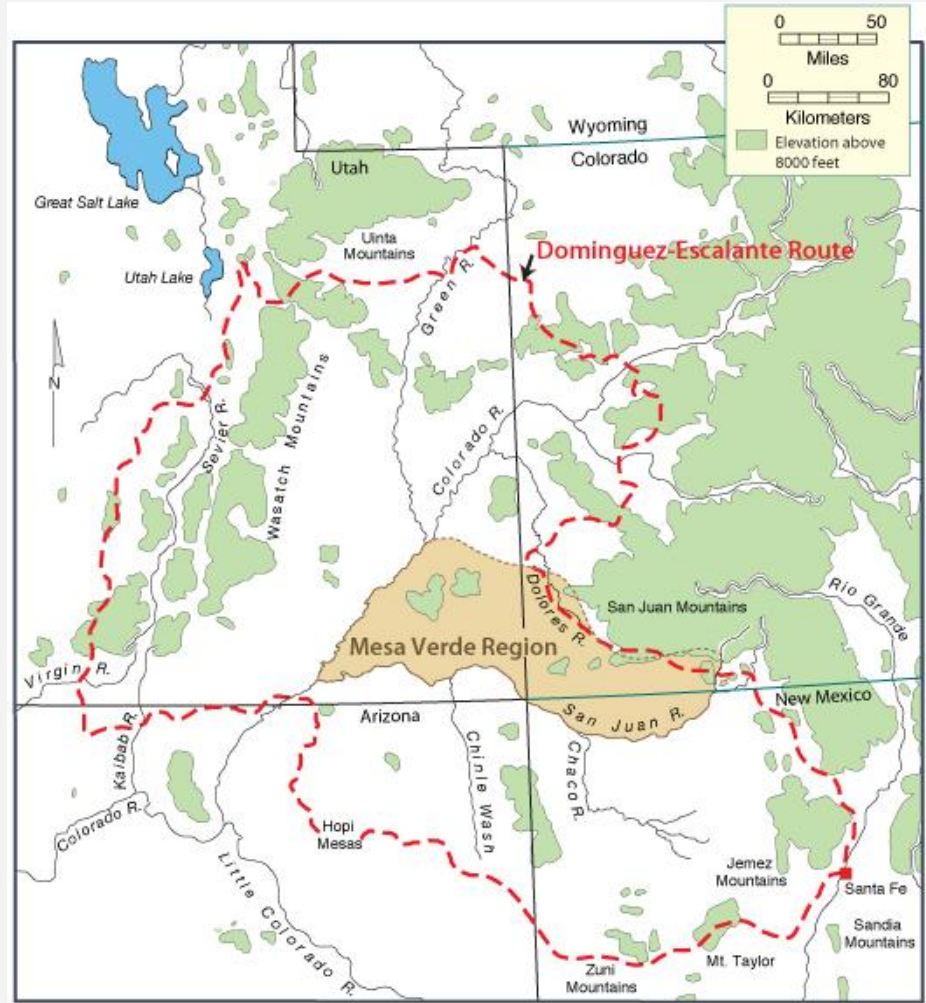 0 50
Miles
0 80
Kilometers
Elevation above
8000 feet
Wyoming
Colorado
Utah
Great Salt Lake
Uinta
Mountains
Utah Lake
Dominguez-Escalante Route
Green R.
N
Wasatch Mountains
Sevier R.
Colorado R.
Dolores R.
San Juan Mountains
Rio Grande
Mesa Verde Region
Virgin R.
New Mexico
Arizona
San Juan R.
Kaibab R.
Chinle Wash
Chaco R.
Colorado R.
Hopi
Mesas
Little Colorado R.
Jemez
Mountains
Santa Fe
Sandia
Mountains
Mt. Taylor
Zuni
Mountains